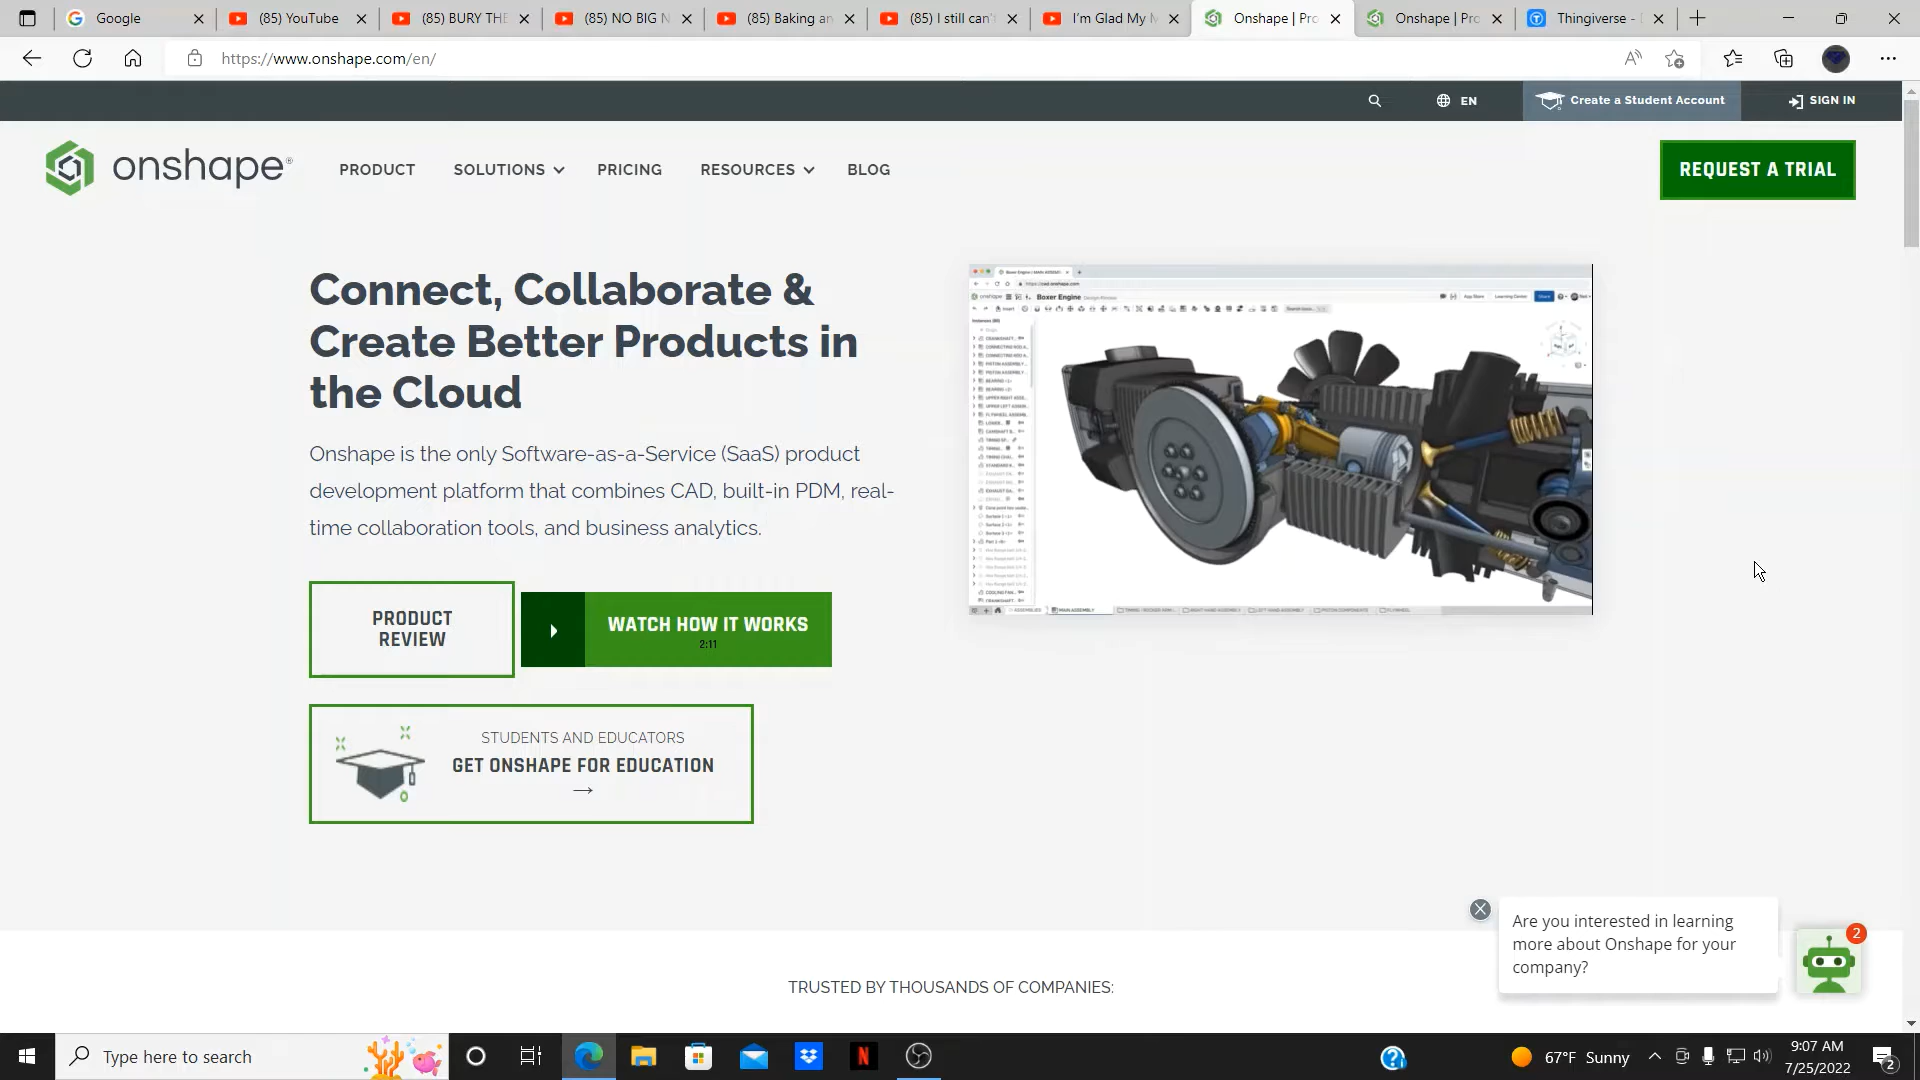 Google
(85) YouTube
(85) BURY THE
(85) NO BIG N
(85) Baking an
(85) I still can't
I'm Glad My M
Onshape | Pro
Onshape | Pro
Thingiverse -
https://www.onshape.com/en/
EN
Create a Student Account
SIGN IN
onshape®
PRODUCT
SOLUTIONS
PRICING
RESOURCES
BLOG
REQUEST A TRIAL
Connect, Collaborate &
Create Better Products in
the Cloud
Onshape is the only Software-as-a-Service (SaaS) product
development platform that combines CAD, built-in PDM, real-
time collaboration tools, and business analytics.
Boxer Engine
PRODUCT
REVIEW
WATCH HOW IT WORKS
2:11
STUDENTS AND EDUCATORS
GET ONSHAPE FOR EDUCATION
→
Are you interested in learning
more about Onshape for your
company?
2
TRUSTED BY THOUSANDS OF COMPANIES:
Type here to search
67°F Sunny
9:07 AM
7/25/2022
2